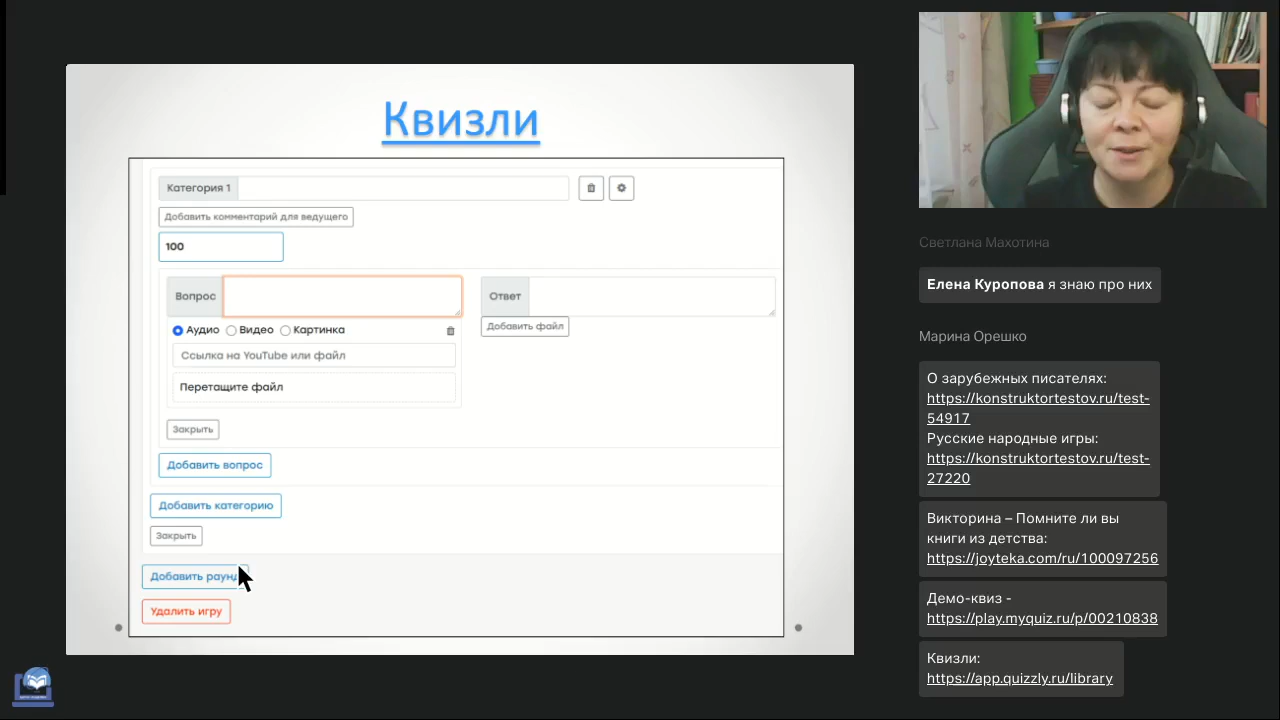 Квизли
Категория 1
Добавить комментарий для ведущего
100
Вопрос
Ответ
Аудио Видео Картинка
Добавить файл
Ссылка на YouTube или файл
Перетащите файл
Закрыть
Добавить вопрос
Добавить категорию
Закрыть
Добавить раунд
Удалить игру
Светлана Махотина
Елена Куропова я знаю про них
Марина Орешко
О зарубежных писателях:
https://konstruktortestov.ru/test-
54917
Русские народные игры:
https://konstruktortestov.ru/test-
27220
Викторина – Помните ли вы
книги из детства:
https://joyteka.com/ru/100097256
Демо-квиз -
https://play.myquiz.ru/p/00210838
Квизли:
https://app.quizzly.ru/library